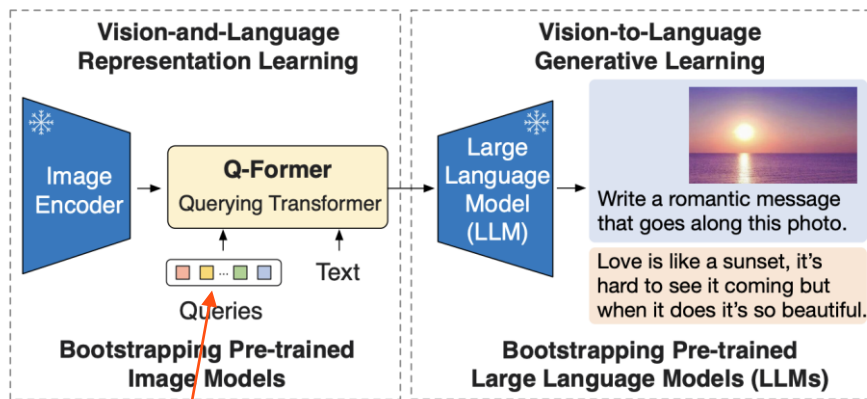 Vision-and-Language
Representation Learning
Image
Encoder
Q-Former
Querying Transformer
...
Queries
Text
Bootstrapping Pre-trained
Image Models
Vision-to-Language
Generative Learning
Large
Language
Model
(LLM)
Write a romantic message
that goes along this photo.
Love is like a sunset, it's
hard to see it coming but
when it does it's so beautiful.
Bootstrapping Pre-trained
Large Language Models (LLMs)